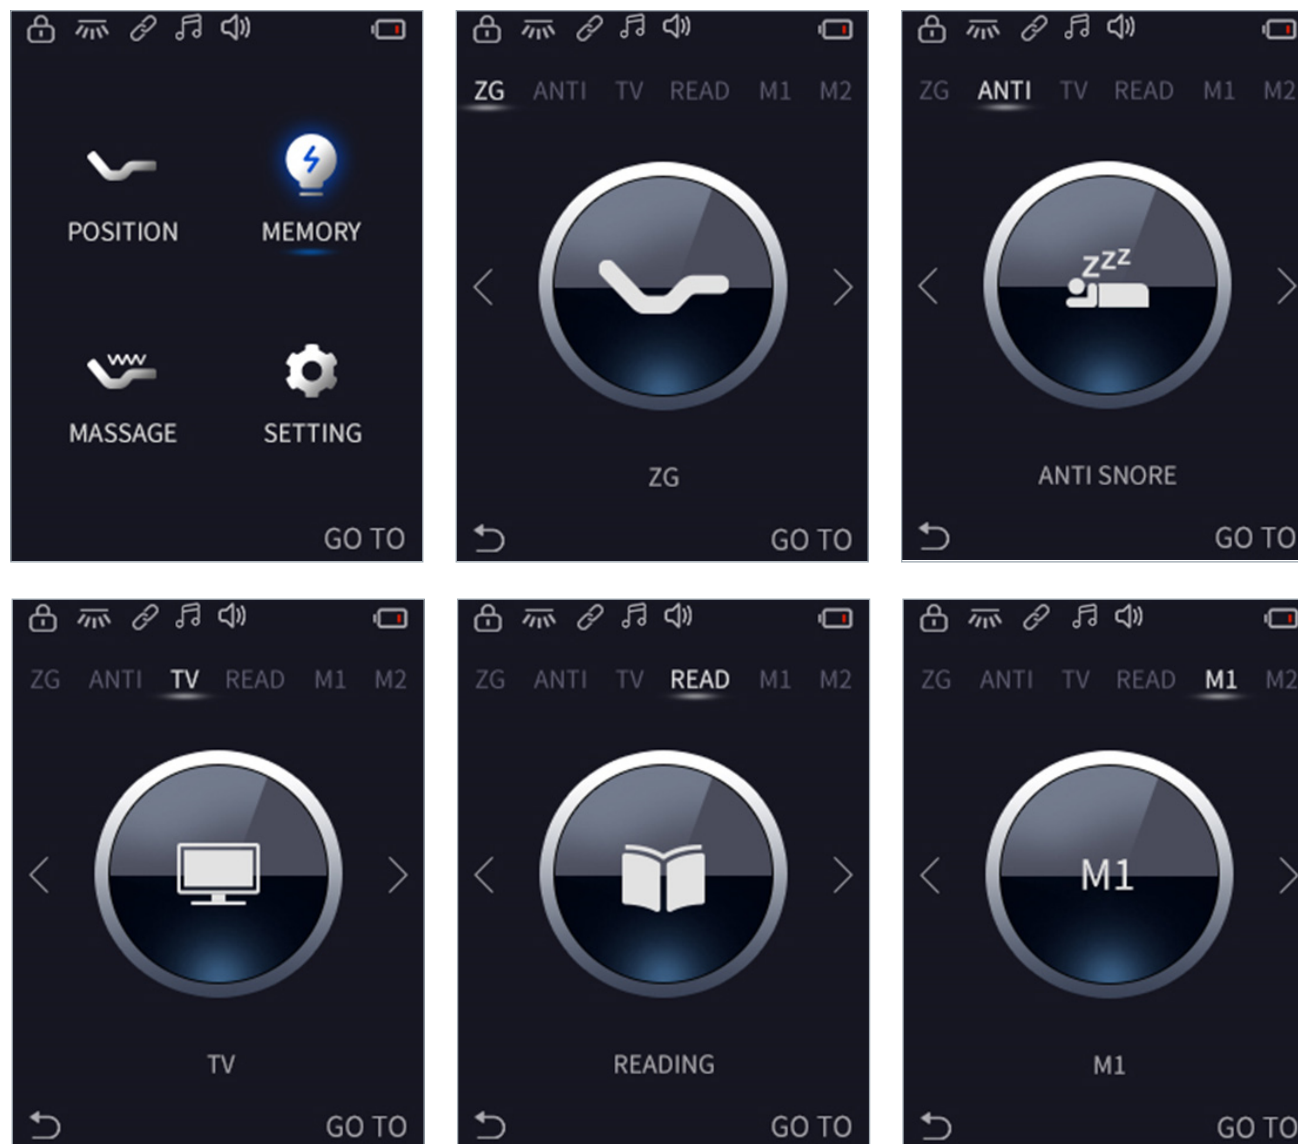 POSITION MEMORY
MASSAGE SETTING
GO TO
ZG ANTI TV READ M1 M2
ZG
GO TO
ZG ANTI TV READ M1 M2
zzz
ANTI SNORE
GO TO
ZG ANTI TV READ M1 M2
TV
GO TO
ZG ANTI TV READ M1 M2
READING
GO TO
ZG ANTI TV READ M1 M2
M1
M1
GO TO